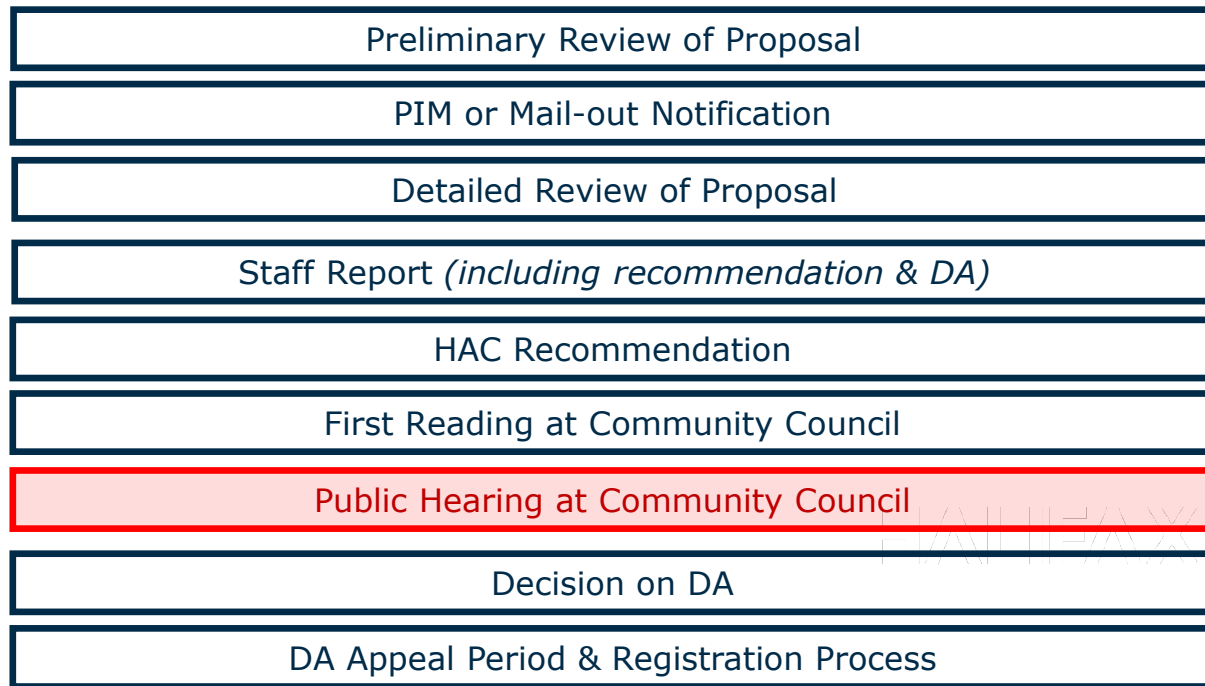 Preliminary Review of Proposal
PIM or Mail-out Notification
Detailed Review of Proposal
Staff Report (including recommendation & DA)
HAC Recommendation
First Reading at Community Council
Public Hearing at Community Council
HALIFAX
Decision on DA
DA Appeal Period & Registration Process